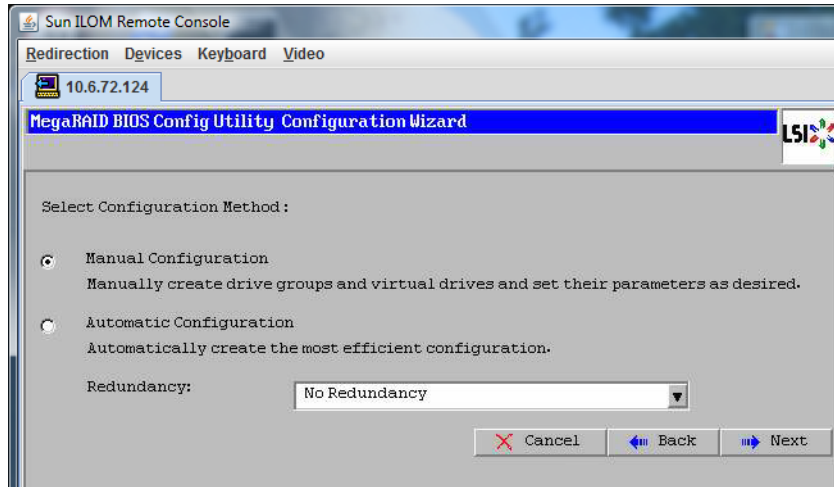 Sun ILOM Remote Console
Redirection Devices Keyboard Video
10.6.72.124
MegaRAID BIOS Config Utility Configuration Wizard
LSI
Select Configuration Method:
Manual Configuration
Manually create drive groups and virtual drives and set their parameters as desired.
Automatic Configuration
Automatically create the most efficient configuration.
Redundancy: No Redundancy
Cancel Back Next